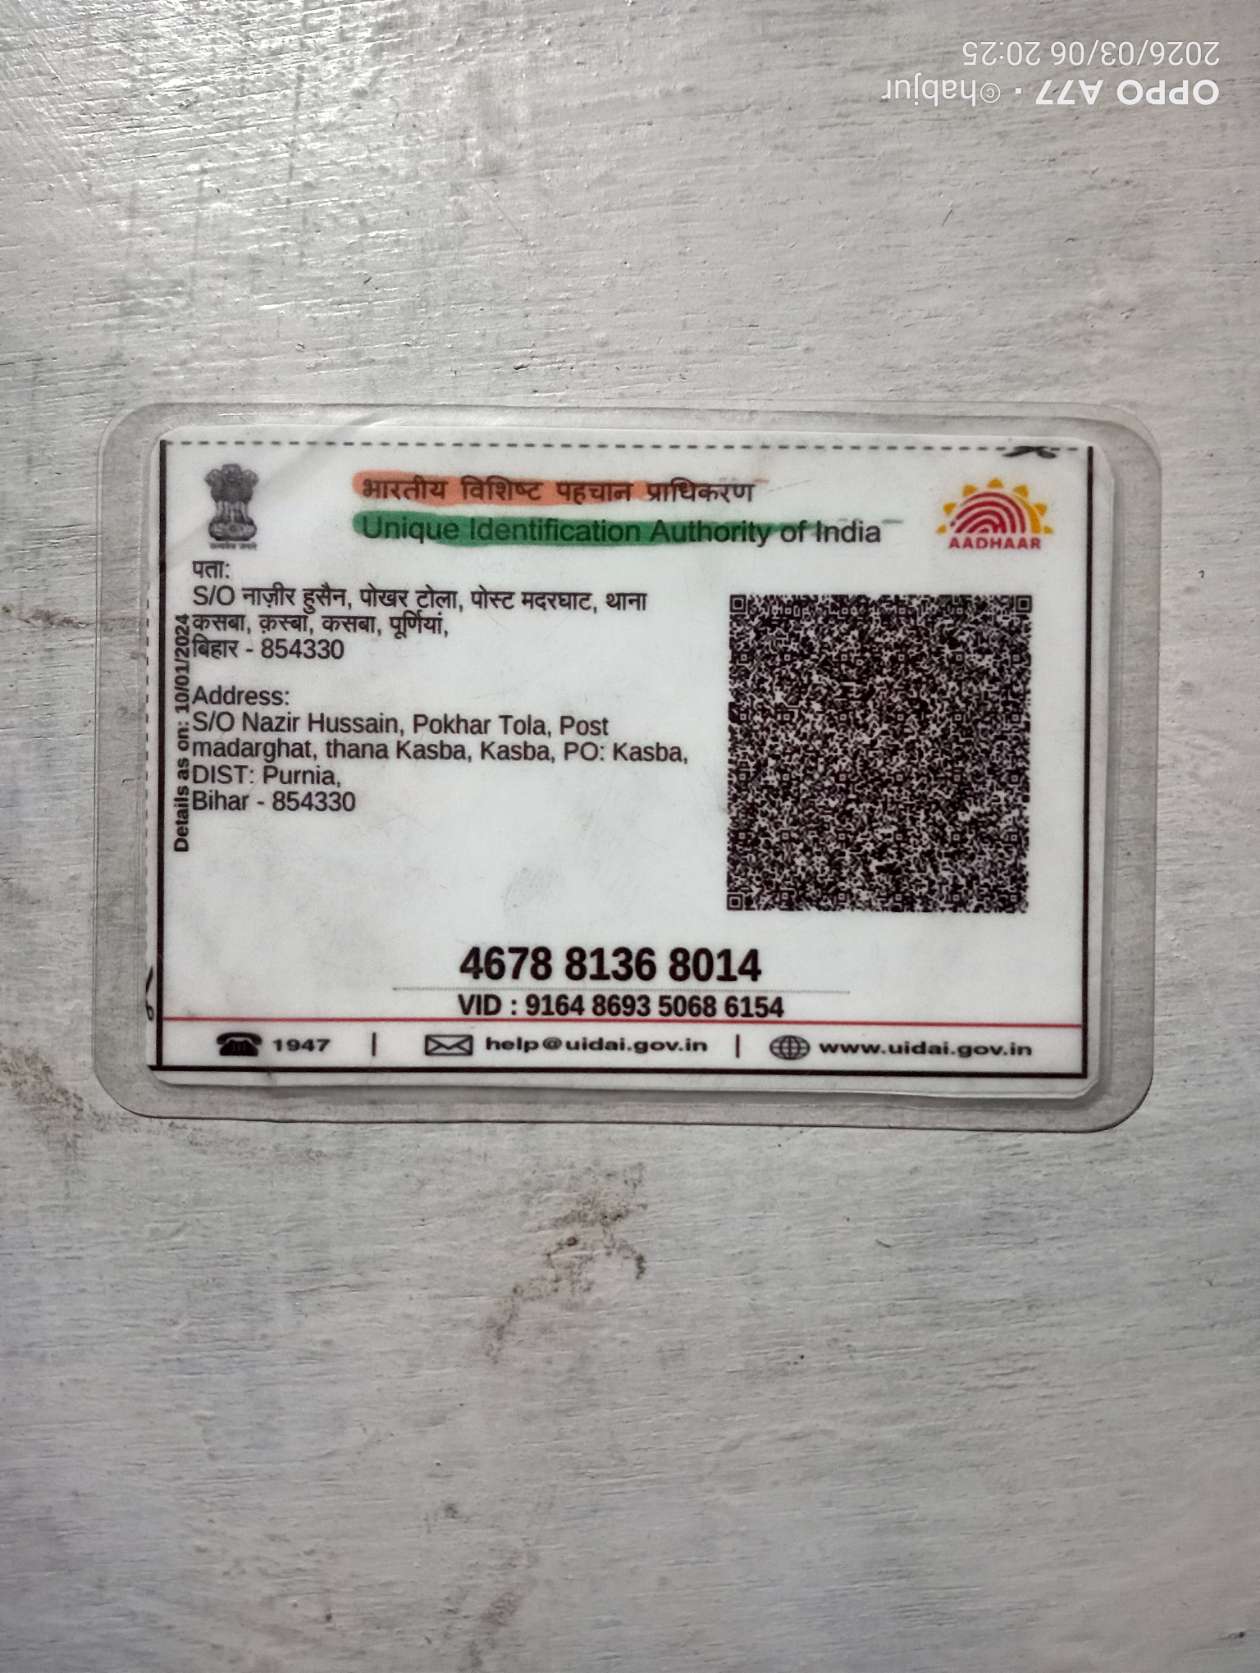 2026/03/06 20:25
OPPO A77 · ©habjur
भारतीय विशिष्ट पहचान प्राधिकरण
Unique Identification Authority of India
AADHAAR
पता:
S/O नाज़ीर हुसैन, पोखर टोला, पोस्ट मदरघाट, थाना
कसबा, क़स्बा, कसबा, पूर्णियां,
बिहार - 854330
Address:
S/O Nazir Hussain, Pokhar Tola, Post
madarghat, thana Kasba, Kasba, PO: Kasba,
DIST: Purnia,
Bihar - 854330
Details as on: 10/01/2024
4678 8136 8014
VID : 9164 8693 5068 6154
1947 | help@uidai.gov.in | www.uidai.gov.in